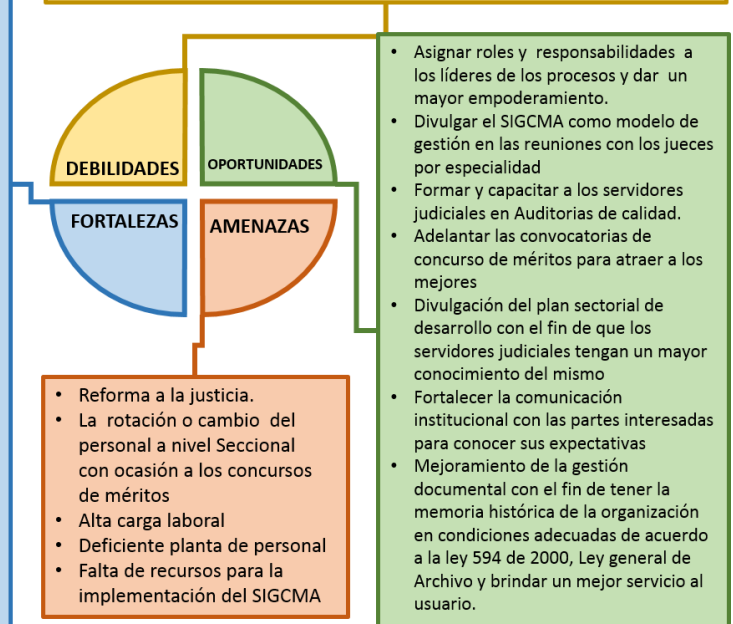 DEBILIDADES
OPORTUNIDADES
FORTALEZAS
AMENAZAS
• Reforma a la justicia.
• La rotación o cambio del
personal a nivel Seccional
con ocasión a los concursos
de méritos
• Alta carga laboral
• Deficiente planta de personal
• Falta de recursos para la
implementación del SIGCMA
• Asignar roles y responsabilidades a
los líderes de los procesos y dar un
mayor empoderamiento.
• Divulgar el SIGCMA como modelo de
gestión en las reuniones con los jueces
por especialidad
• Formar y capacitar a los servidores
judiciales en Auditorias de calidad.
• Adelantar las convocatorias de
concurso de méritos para atraer a los
mejores
• Divulgación del plan sectorial de
desarrollo con el fin de que los
servidores judiciales tengan un mayor
conocimiento del mismo
• Fortalecer la comunicación
institucional con las partes interesadas
para conocer sus expectativas
• Mejoramiento de la gestión
documental con el fin de tener la
memoria histórica de la organización
en condiciones adecuadas de acuerdo
a la ley 594 de 2000, Ley general de
Archivo y brindar un mejor servicio al
usuario.